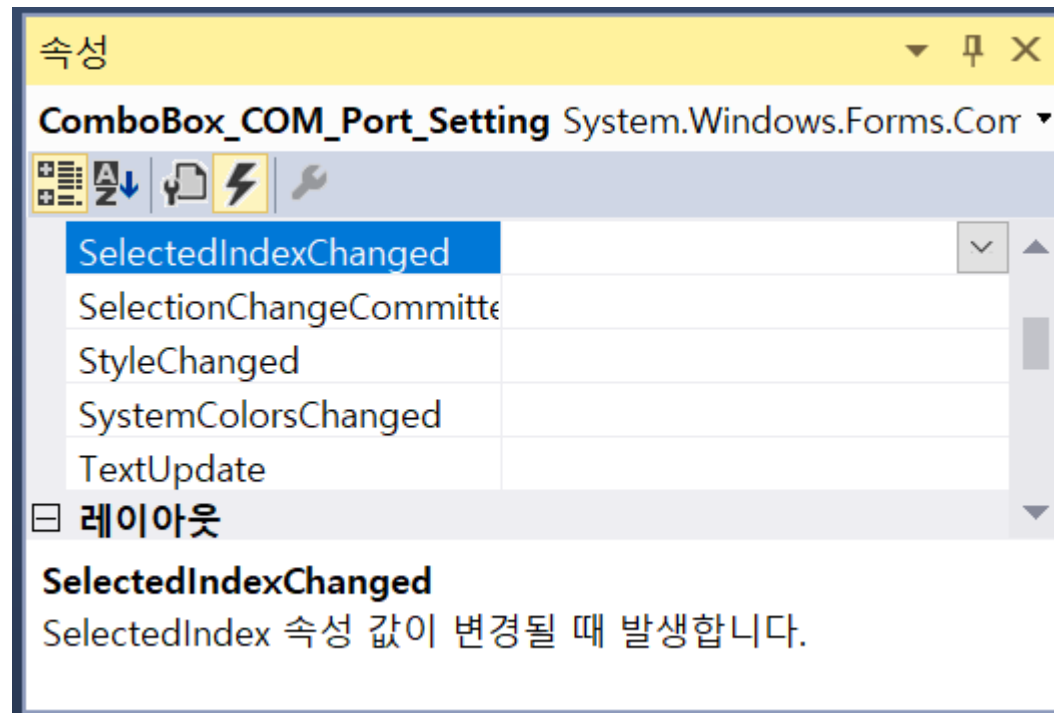 속성
ComboBox_COM_Port_Setting System.Windows.Forms.Com
SelectedIndexChanged
SelectionChangeCommitte
StyleChanged
SystemColorsChanged
TextUpdate
레이아웃
SelectedIndexChanged
SelectedIndex 속성 값이 변경될 때 발생합니다.